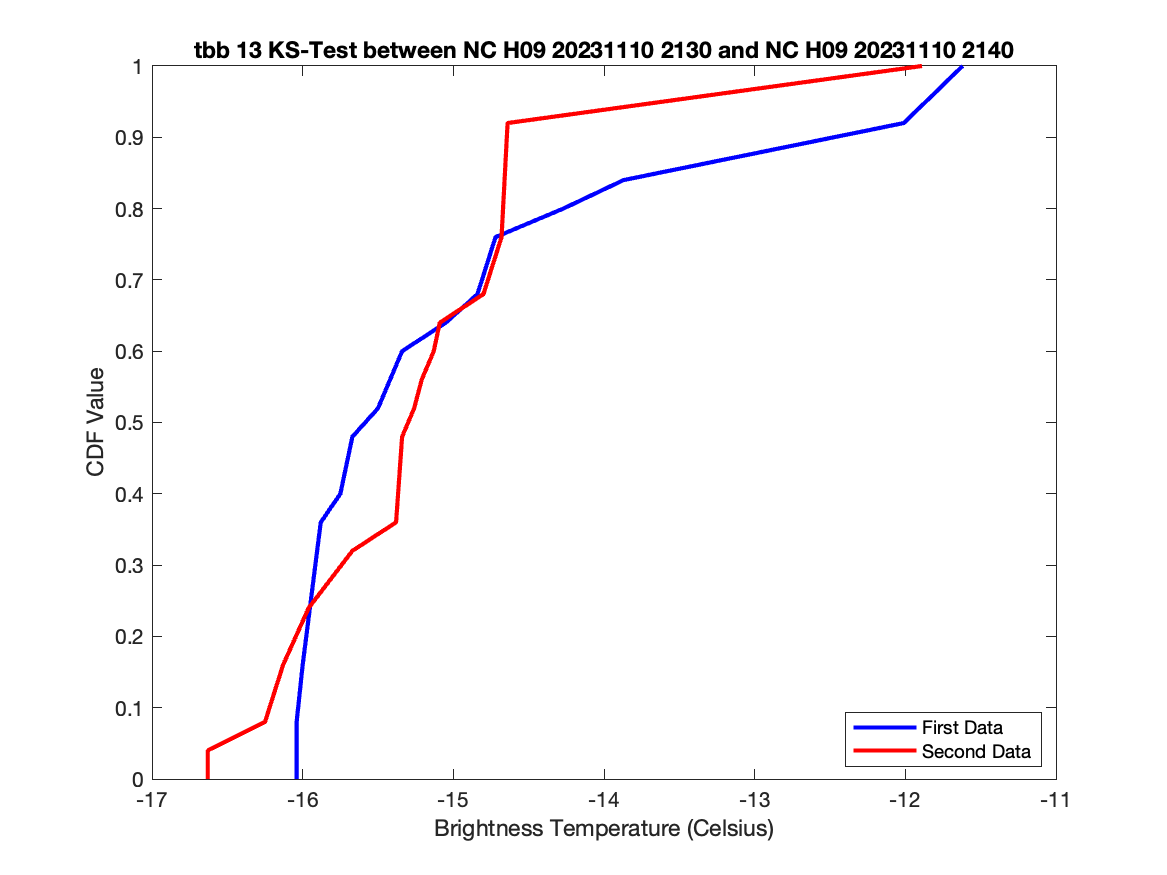 tbb 13 KS-Test between NC H09 20231110 2130 and NC H09 20231110 2140
1
0.9
0.8
0.7
0.6
0.5
0.4
0.3
0.2
0.1
0
CDF Value
First Data
Second Data
-17 -16 -15 -14 -13 -12 -11
Brightness Temperature (Celsius)